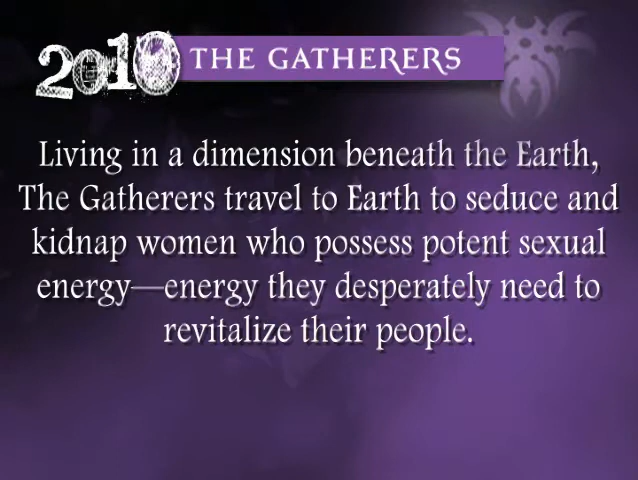 2010 THE GATHERERS
Living in a dimension beneath the Earth,
The Gatherers travel to Earth to seduce and
kidnap women who possess potent sexual
energy—energy they desperately need to
revitalize their people.